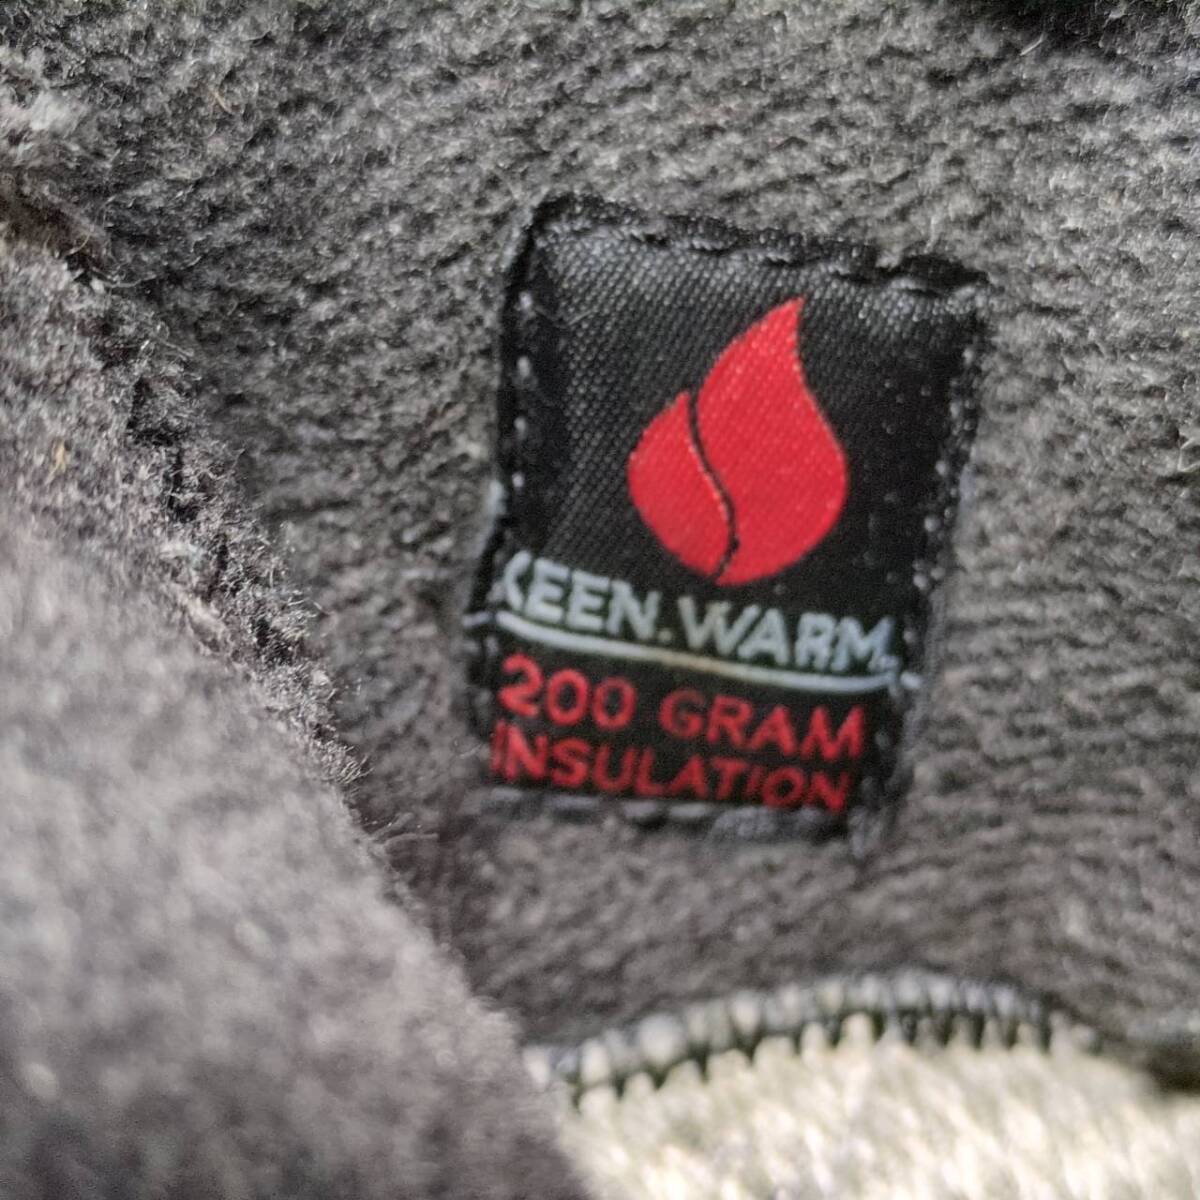 KEEN.WARM.
200 GRAM
INSULATION